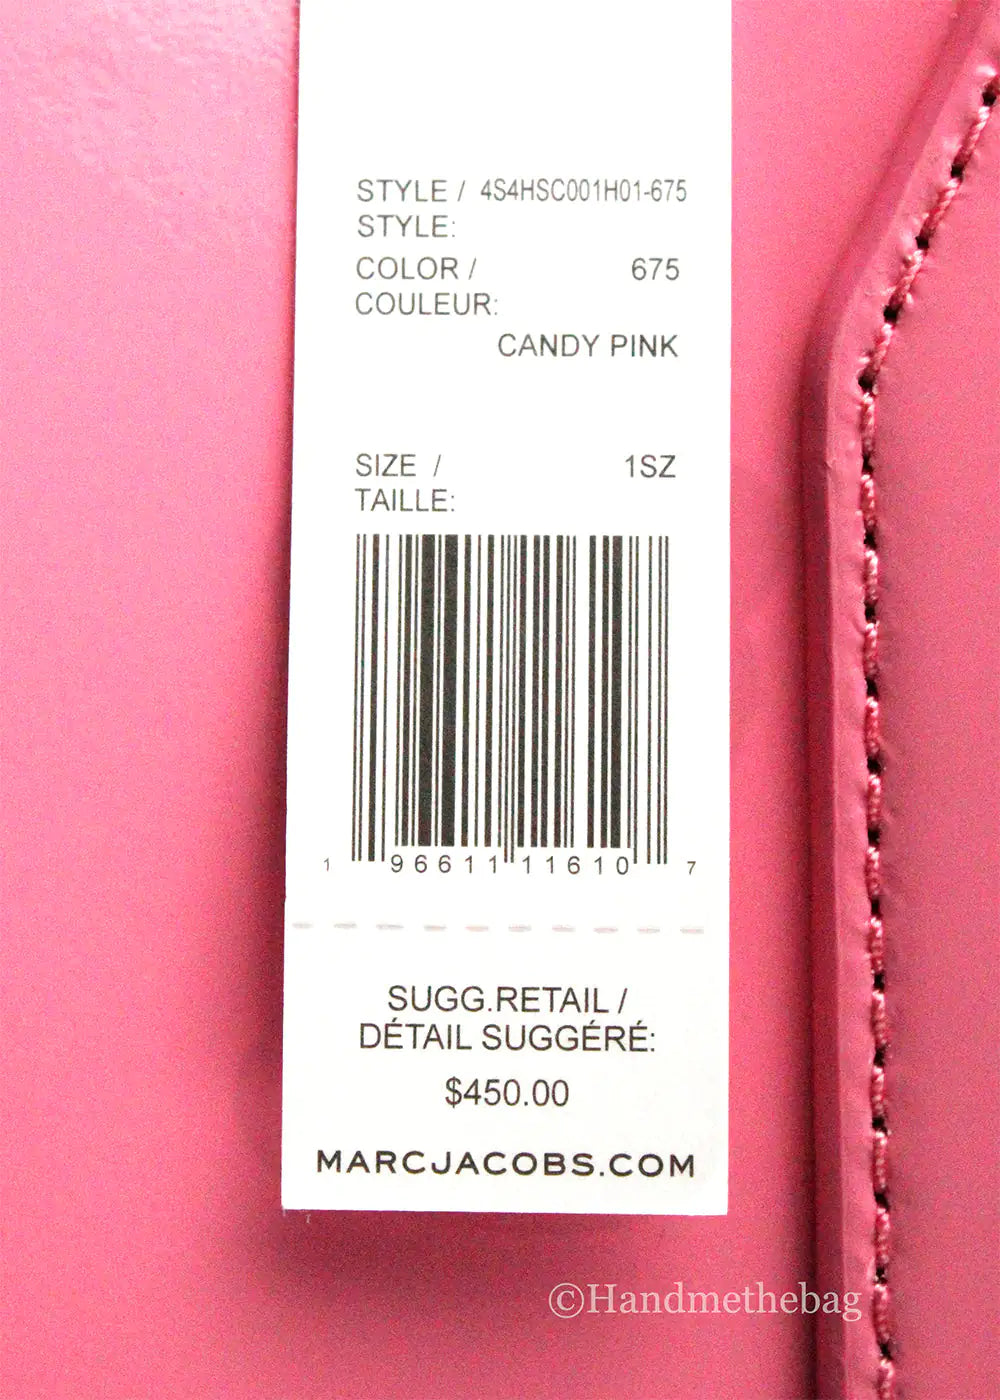 STYLE / 4S4HSC001H01-675
STYLE:
COLOR / 675
COULEUR:
CANDY PINK
SIZE / 1SZ
TAILLE:
1 96611 11610 7
SUGG.RETAIL /
DÉTAIL SUGGÉRÉ:
$450.00
MARCJACOBS.COM
©Handmethebag